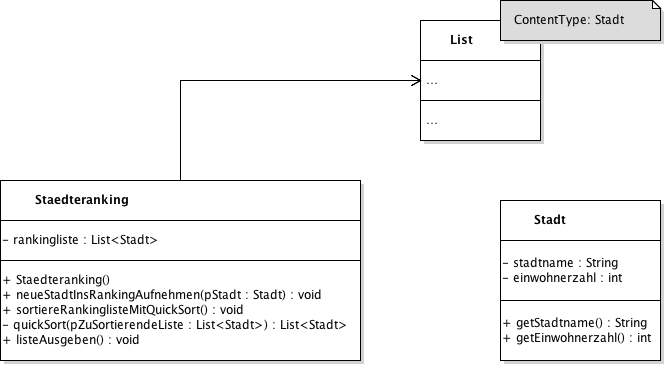 ContentType: Stadt
List
...
...
Staedteranking
- rankingliste : List<Stadt>
+ Staedteranking()
+ neueStadtInsRankingAufnehmen(pStadt : Stadt) : void
+ sortiereRankinglisteMitQuickSort() : void
- quickSort(pZuSortierendeListe : List<Stadt>) : List<Stadt>
+ listeAusgeben() : void
Stadt
- stadtname : String
- einwohnerzahl : int
+ getStadtname() : String
+ getEinwohnerzahl() : int